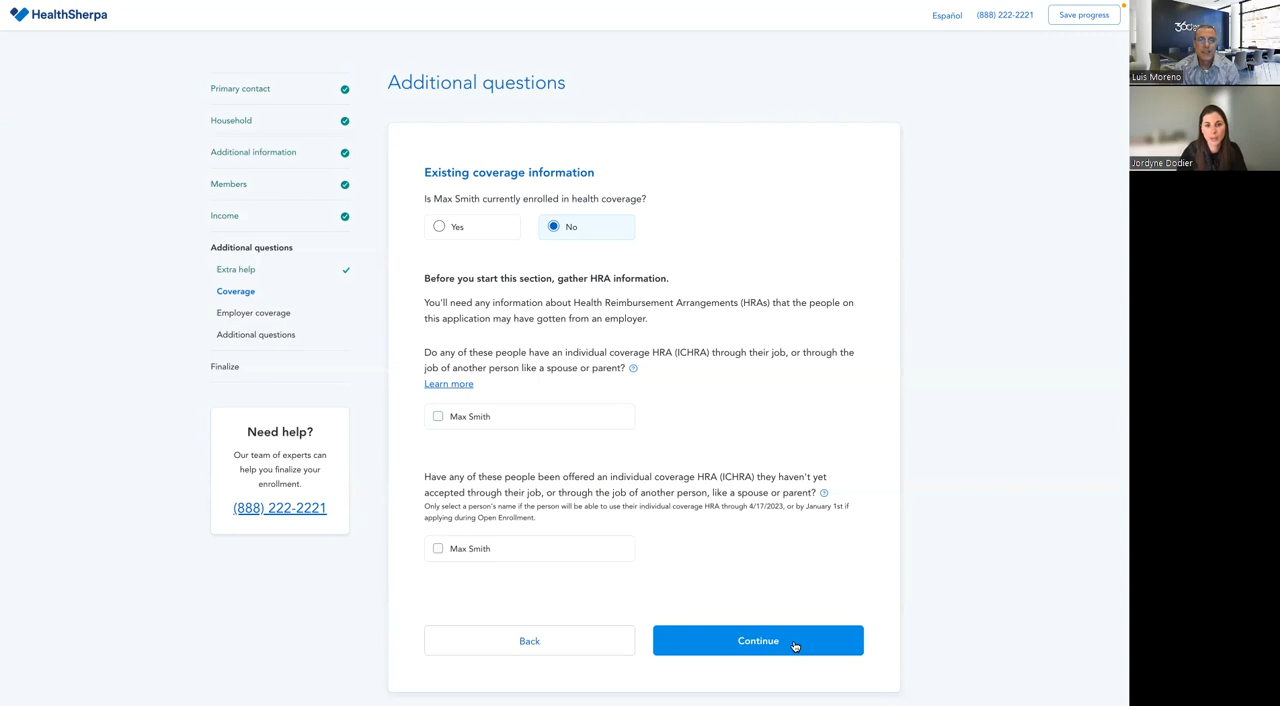 HealthSherpa
Español
(888) 222-2221
Save progress
Primary contact
Household
Additional information
Members
Income
Additional questions
Extra help
Coverage
Employer coverage
Additional questions
Finalize
Need help?
Our team of experts can
help you finalize your
enrollment.
(888) 222-2221
Additional questions
Existing coverage information
Is Max Smith currently enrolled in health coverage?
Yes
No
Before you start this section, gather HRA information.
You'll need any information about Health Reimbursement Arrangements (HRAs) that the people on
this application may have gotten from an employer.
Do any of these people have an individual coverage HRA (ICHRA) through their job, or through the
job of another person like a spouse or parent?
Learn more
Max Smith
Have any of these people been offered an individual coverage HRA (ICHRA) they haven't yet
accepted through their job, or through the job of another person, like a spouse or parent?
Only select a person's name if the person will be able to use their individual coverage HRA through 4/17/2023, or by January 1st if
applying during Open Enrollment.
Max Smith
Back
Continue
360
Luis Moreno
Jordyne Dodier